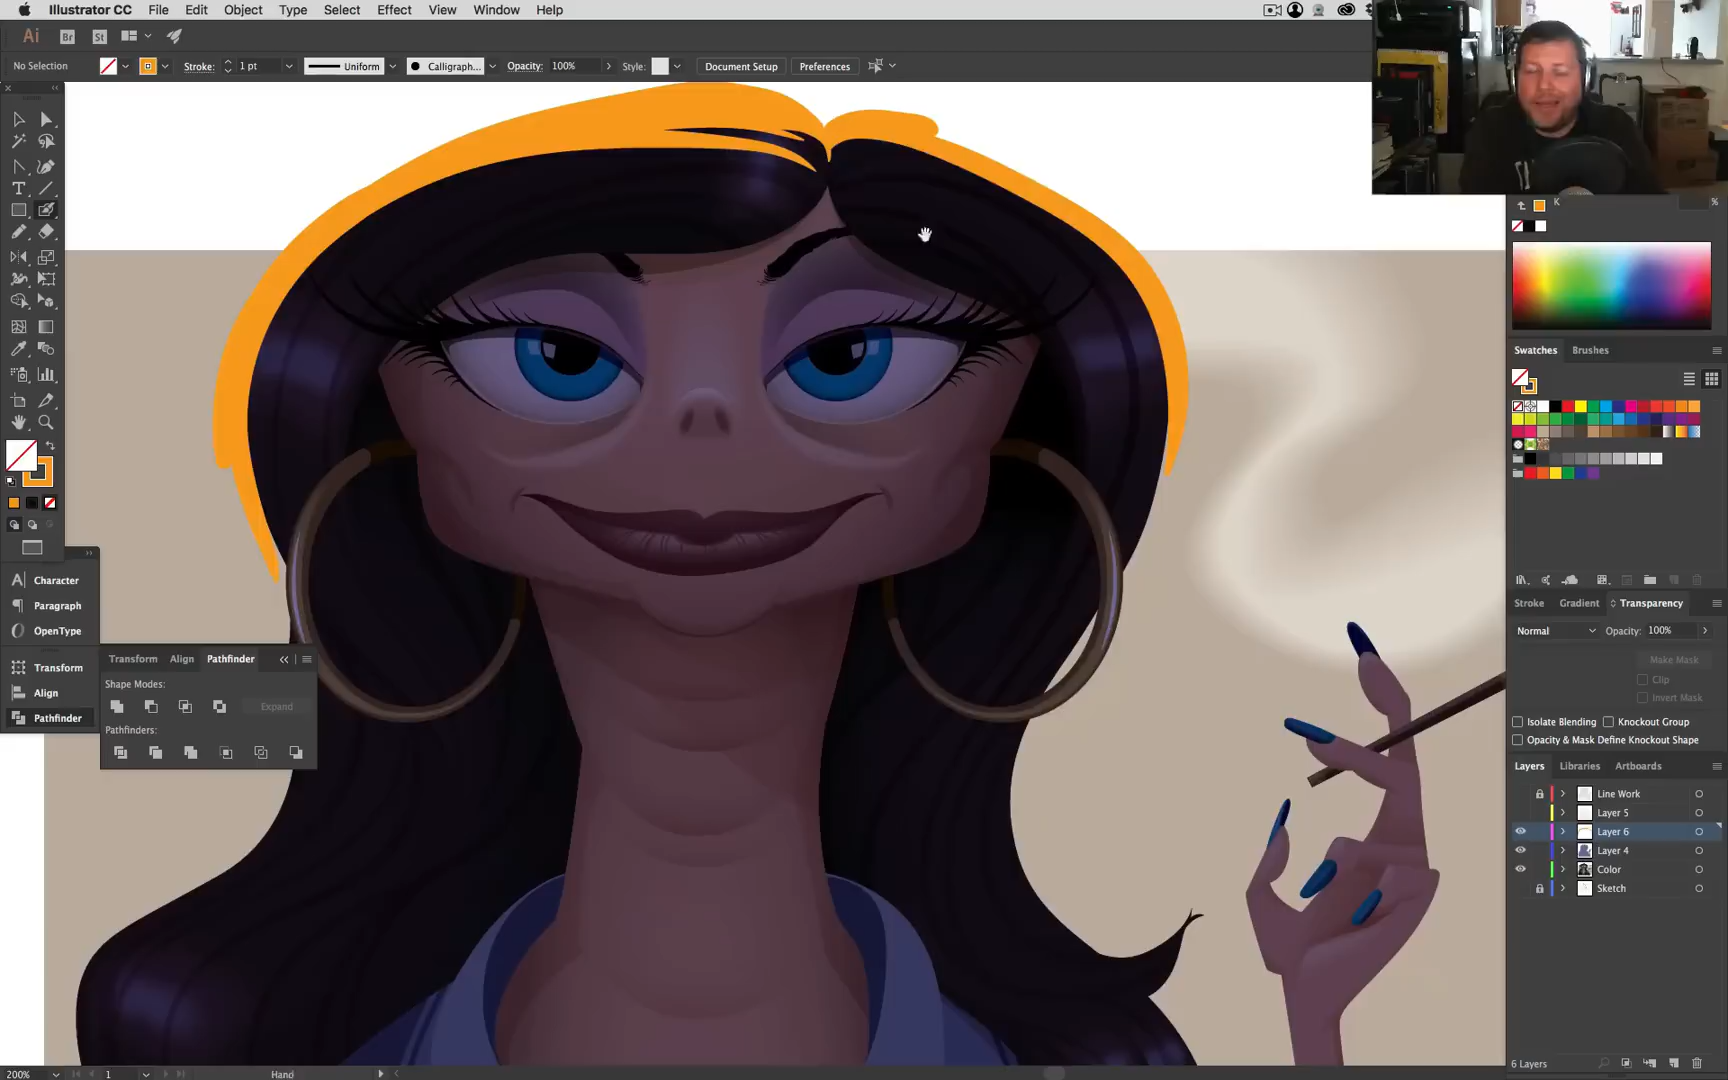 Illustrator CC File Edit Object Type Select Effect View Window Help
Ai Br St
No Selection Stroke: 1 pt Uniform Calligraph... Opacity: 100% Style: Document Setup Preferences
K %
Swatches Brushes
Character
Paragraph
OpenType
Transform
Align
Pathfinder
Transform Align Pathfinder
Shape Modes:
Expand
Pathfinders:
Stroke Gradient Transparency
Normal Opacity: 100%
Make Mask
Clip
Invert Mask
Isolate Blending Knockout Group
Opacity & Mask Define Knockout Shape
Layers Libraries Artboards
Line Work
Layer 5
Layer 6
Layer 4
Color
Sketch
6 Layers
200% 1 Hand